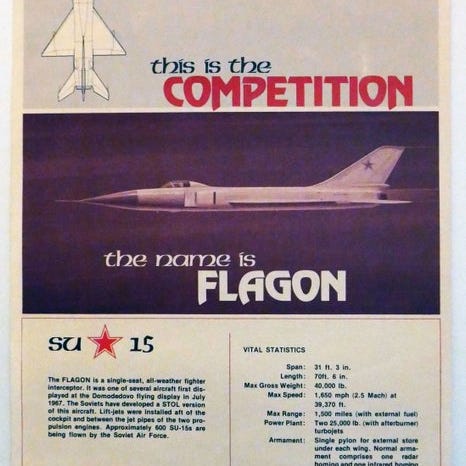 this is the
COMPETITION
the name is
FLAGON
SU 15
The FLAGON is a single-seat, all-weather fighter
interceptor. It was one of several aircraft first dis-
played at the Domodedovo flying display in July
1967. The Soviets have developed a STOL version
of this aircraft. Lift-jets were installed aft of the
cockpit and between the jet pipes of the two pro-
pulsion engines. Approximately 600 SU-15s are
being flown by the Soviet Air Force.
VITAL STATISTICS
Span: 31 ft. 3 in.
Length: 70ft. 6 in.
Max Gross Weight: 40,000 lb.
Max Speed: 1,650 mph (2.5 Mach) at
39,370 ft.
Max Range: 1,500 miles (with external fuel)
Power Plant: Two 25,000 lb. (with afterburner)
turbojets
Armament: Single pylon for external store
under each wing. Normal arma-
ment comprises one radar
homing and one infrared homing